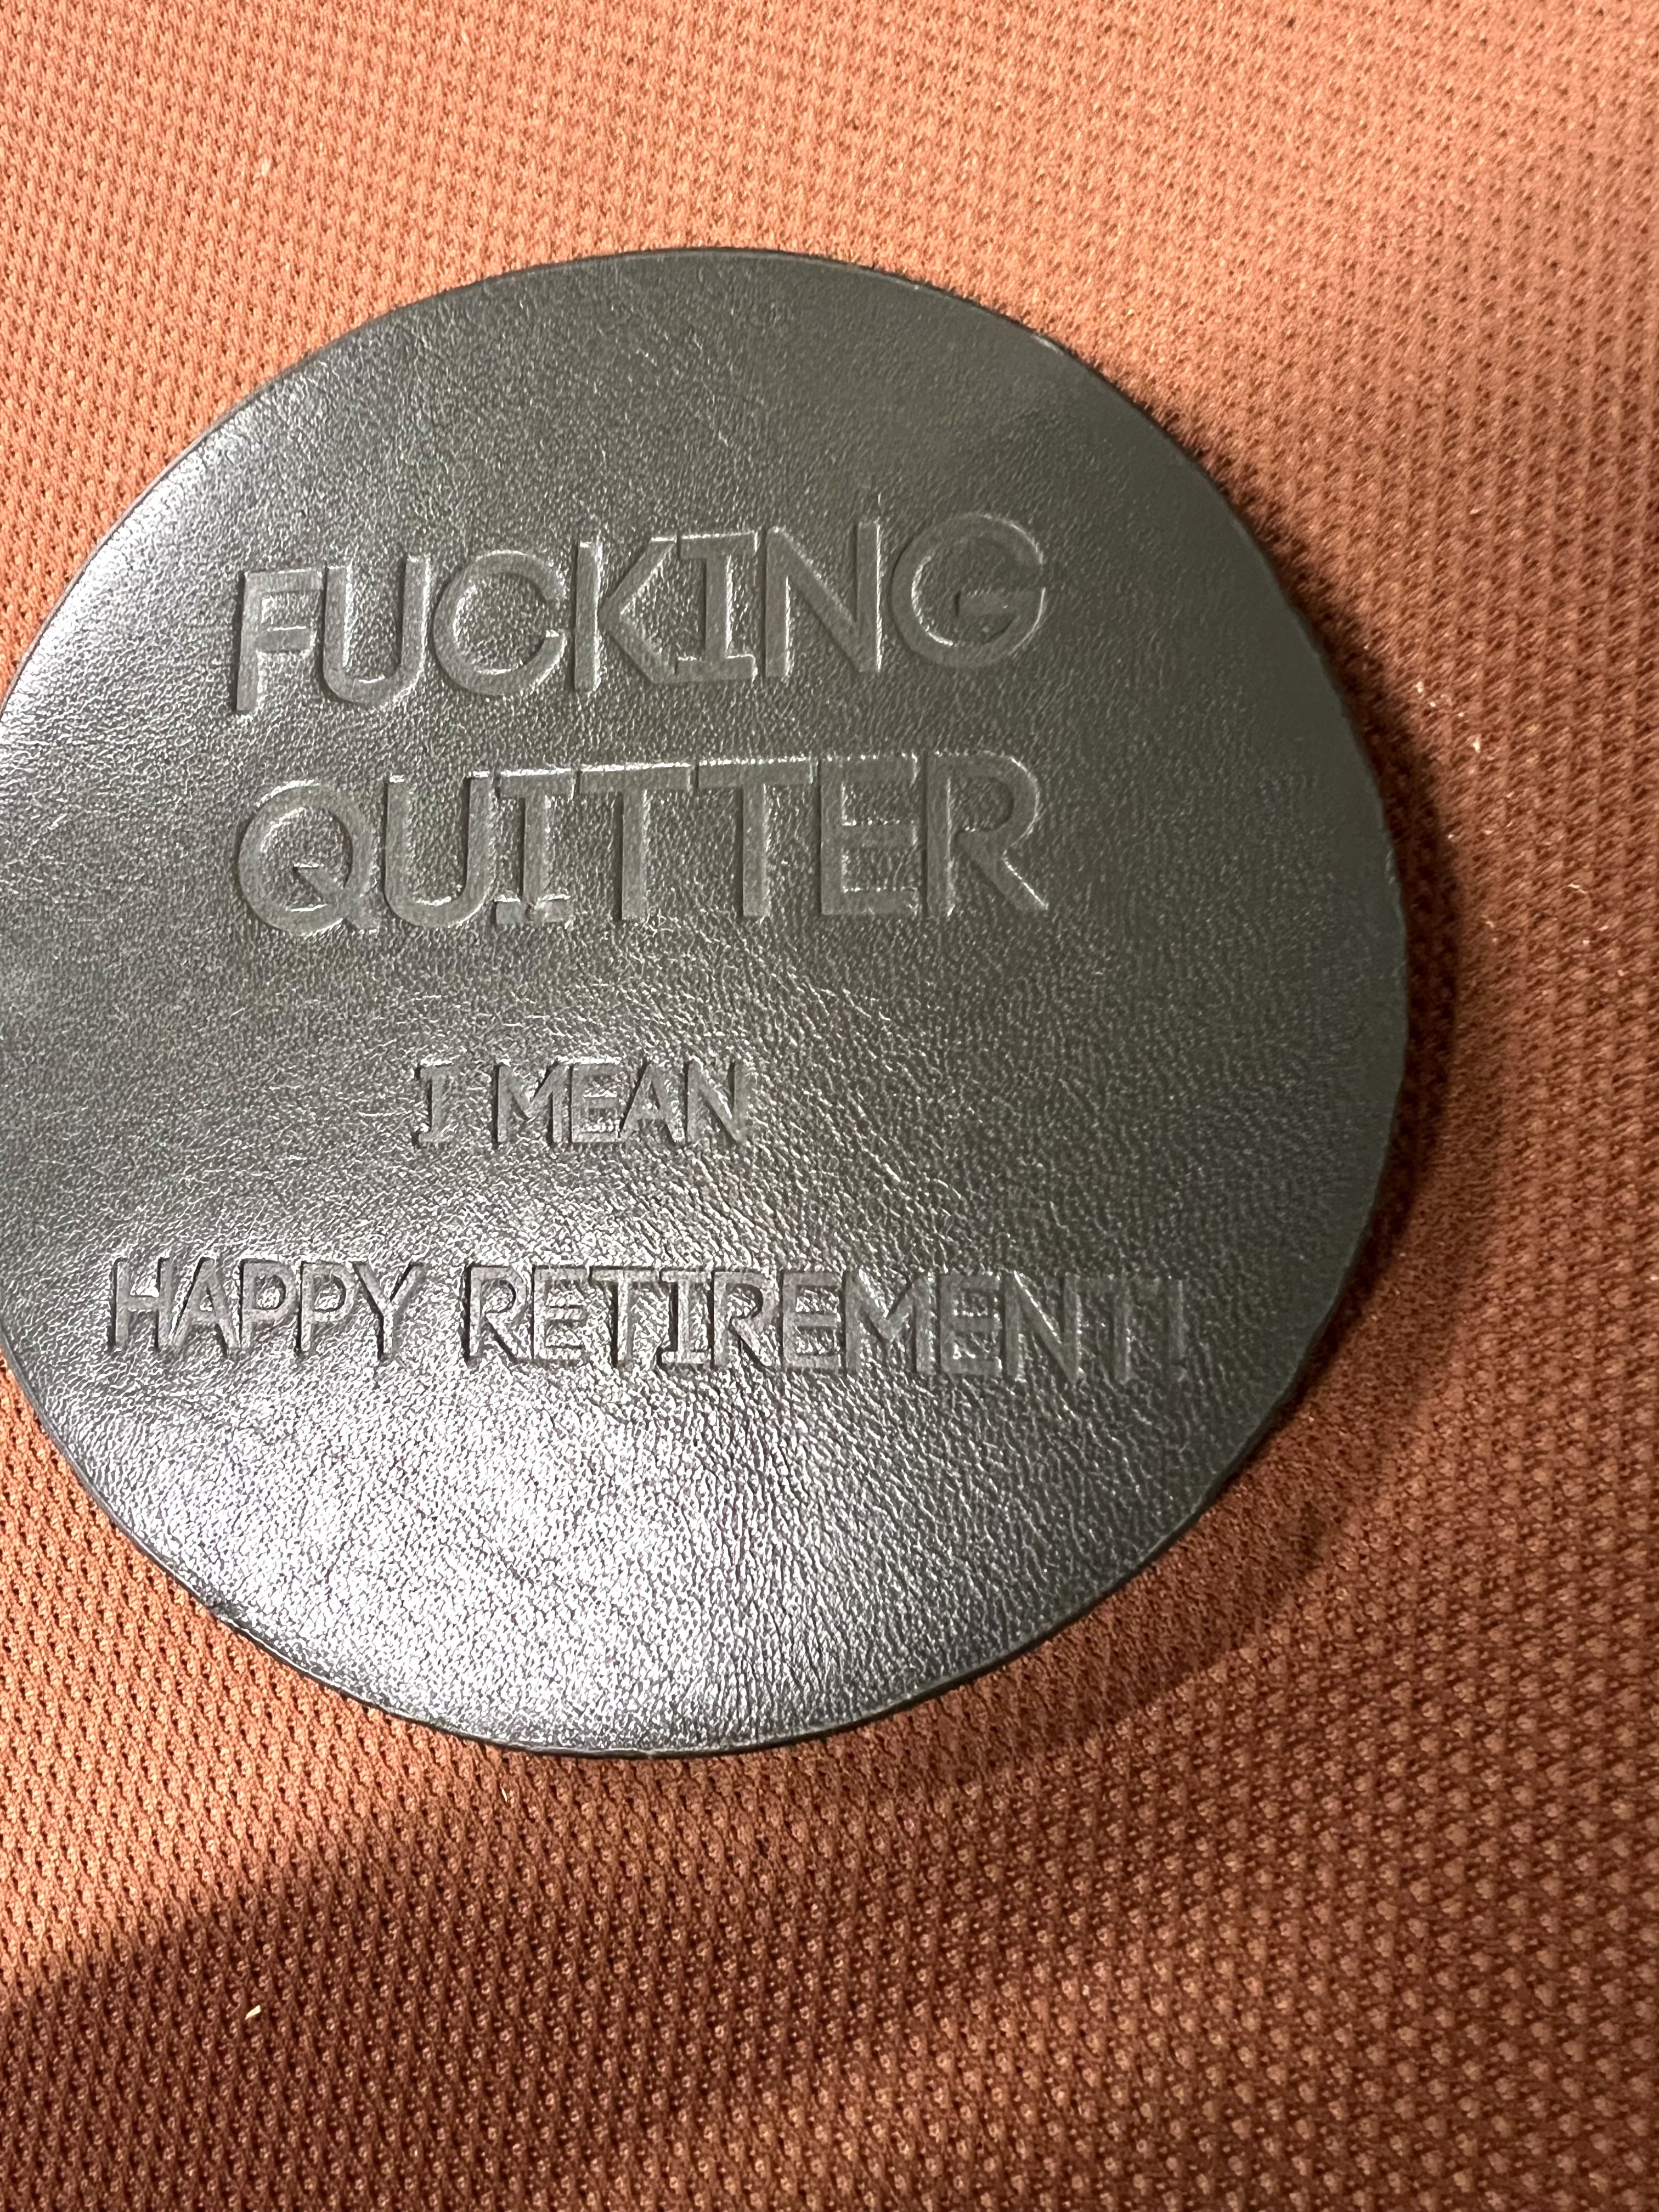 FUCKING
QUITTER
I MEAN
HAPPY RETIREMENT!